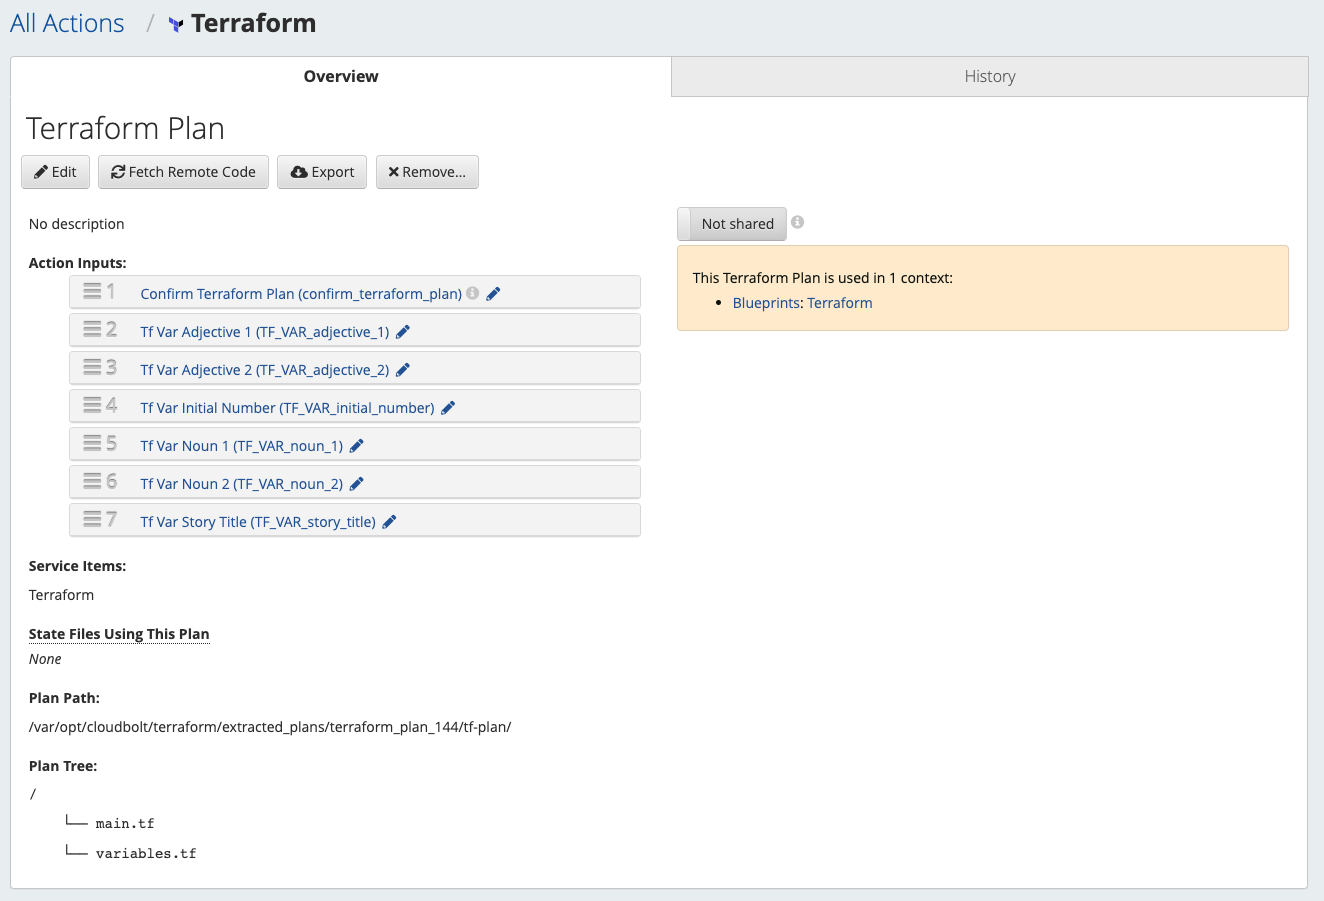 All Actions / Terraform
Overview
History
Terraform Plan
Edit
Fetch Remote Code
Export
Remove...
No description
Action Inputs:
1 Confirm Terraform Plan (confirm_terraform_plan)
2 Tf Var Adjective 1 (TF_VAR_adjective_1)
3 Tf Var Adjective 2 (TF_VAR_adjective_2)
4 Tf Var Initial Number (TF_VAR_initial_number)
5 Tf Var Noun 1 (TF_VAR_noun_1)
6 Tf Var Noun 2 (TF_VAR_noun_2)
7 Tf Var Story Title (TF_VAR_story_title)
Service Items:
Terraform
State Files Using This Plan
None
Plan Path:
/var/opt/cloudbolt/terraform/extracted_plans/terraform_plan_144/tf-plan/
Plan Tree:
/
└── main.tf
└── variables.tf
Not shared
This Terraform Plan is used in 1 context:
• Blueprints: Terraform